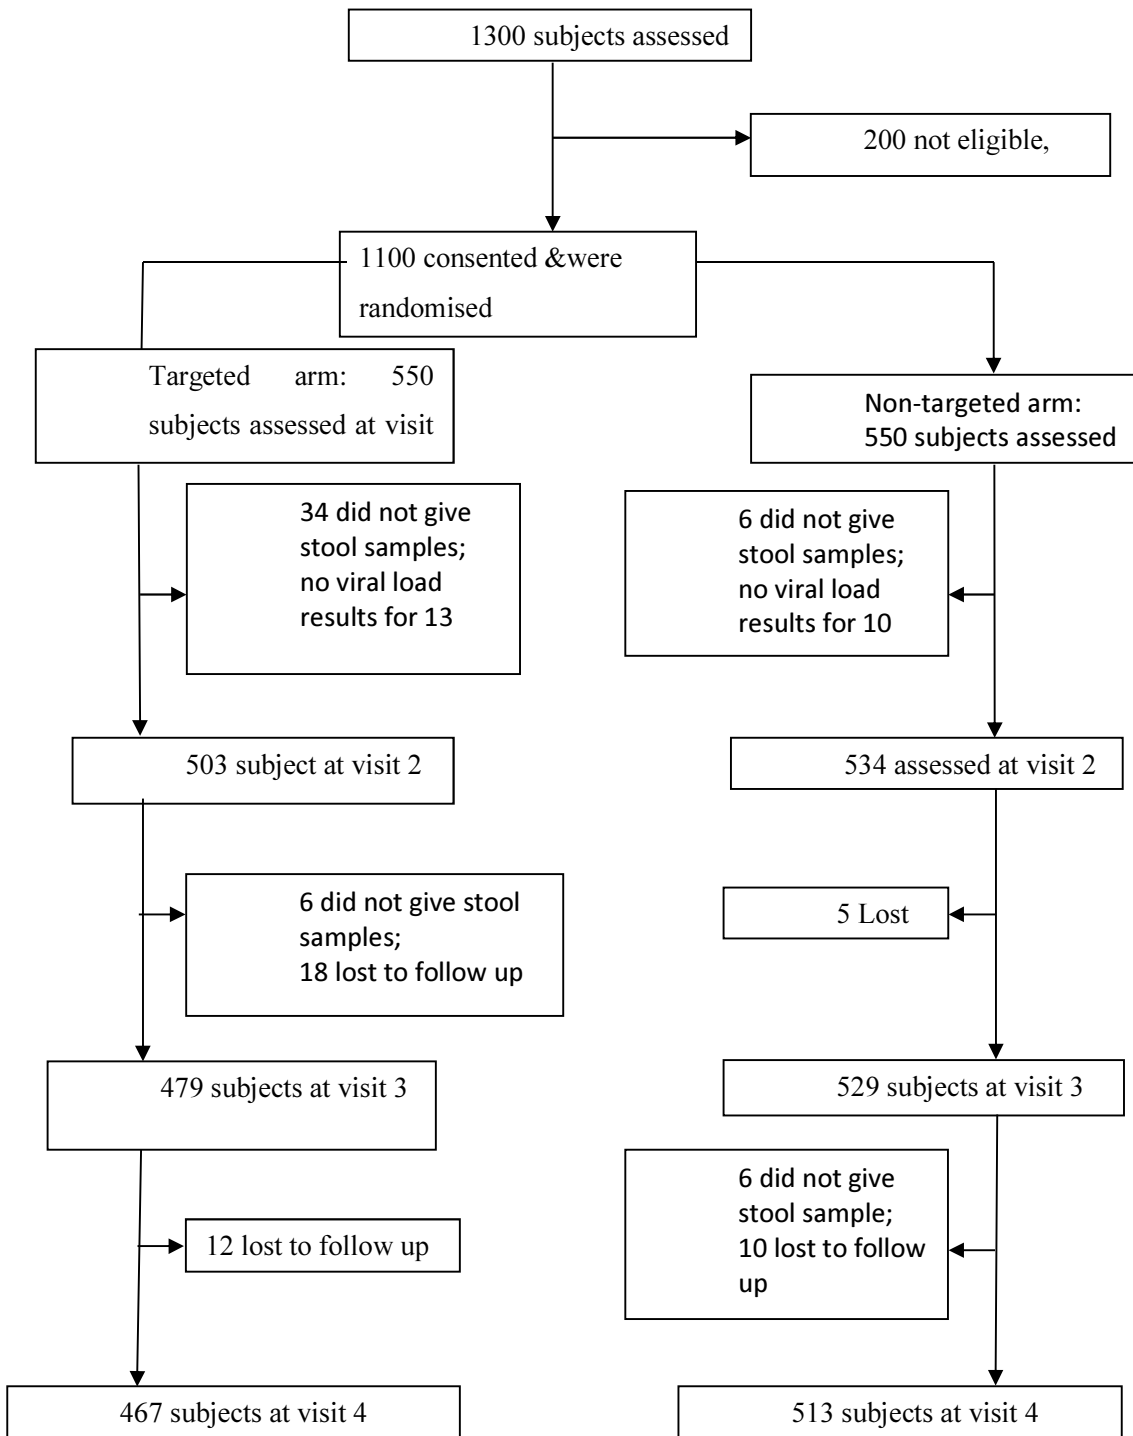 1300 subjects assessed
200 not eligible,
1100 consented &were
randomised
Targeted arm: 550
subjects assessed at visit
Non-targeted arm:
550 subjects assessed
34 did not give
stool samples;
no viral load
results for 13
6 did not give
stool samples;
no viral load
results for 10
503 subject at visit 2
534 assessed at visit 2
6 did not give stool
samples;
18 lost to follow up
5 Lost
479 subjects at visit 3
529 subjects at visit 3
12 lost to follow up
6 did not give
stool sample;
10 lost to follow
up
467 subjects at visit 4
513 subjects at visit 4